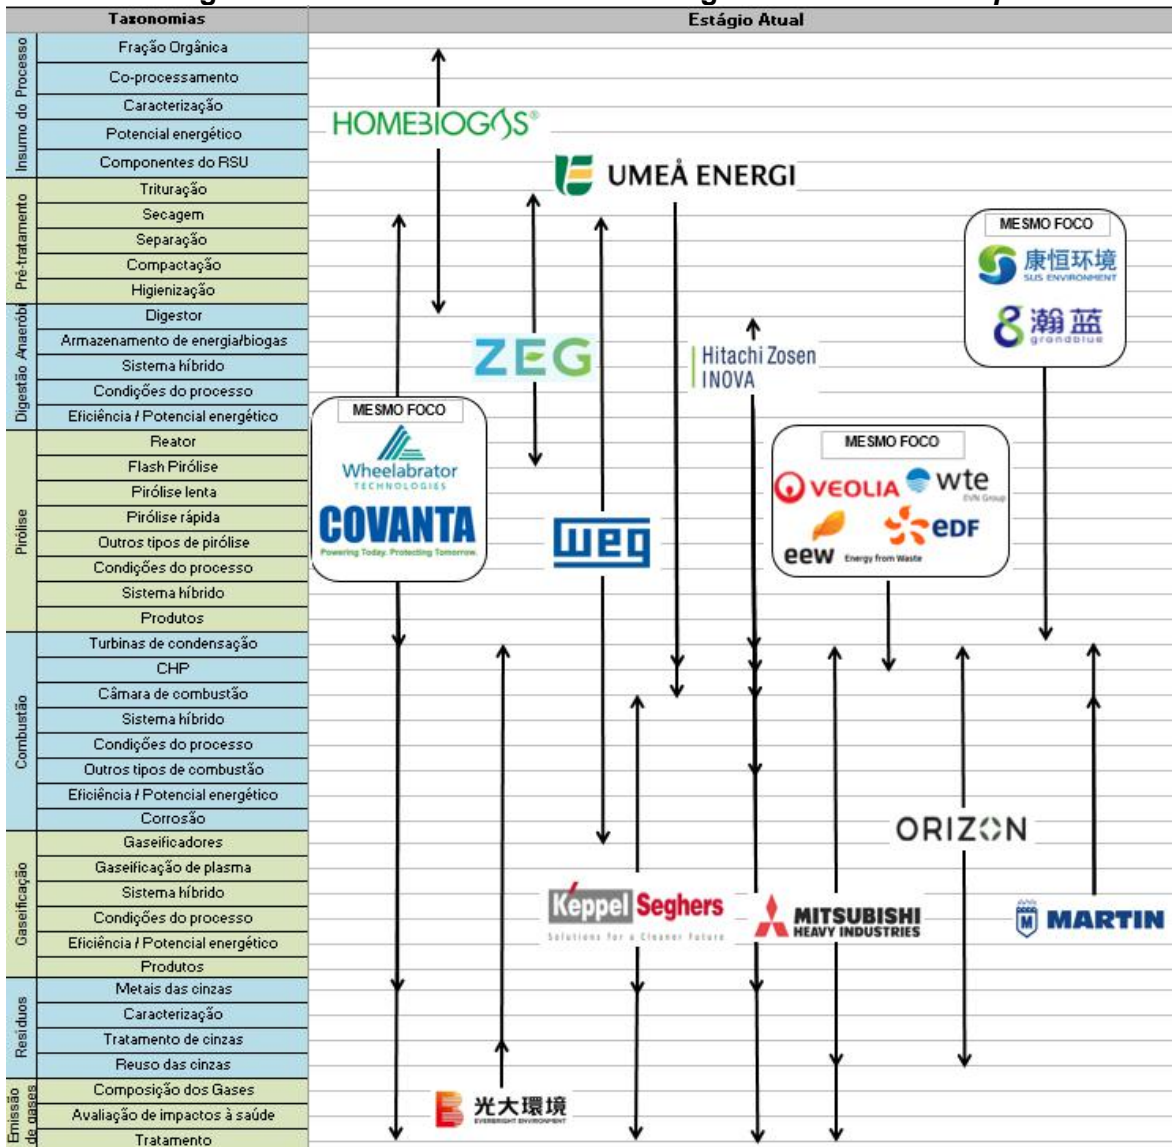 Taxonomias
Estágio Atual
Insumo do Processo
Fração Orgânica
Co-processamento
Caracterização
Potencial energético
Componentes do RSU
Pré-tratamento
Trituração
Secagem
Separação
Compactação
Higienização
Digestão Anaeróbi
Digestor
Armazenamento de energia/biogas
Sistema híbrido
Condições do processo
Eficiência / Potencial energético
Pirólise
Reator
Flash Pirólise
Pirólise lenta
Pirólise rápida
Outros tipos de pirólise
Condições do processo
Sistema híbrido
Produtos
Combustão
Turbinas de condensação
CHP
Câmara de combustão
Sistema híbrido
Condições do processo
Outros tipos de combustão
Eficiência / Potencial energético
Corrosão
Gaseificação
Gaseificadores
Gaseificação de plasma
Sistema híbrido
Condições do processo
Eficiência / Potencial energético
Produtos
Resíduos
Metais das cinzas
Caracterização
Tratamento de cinzas
Reuso das cinzas
Emissão
de gases
Composição dos Gases
Avaliação de impactos à saúde
Tratamento
HOMEBIOGAS®
UMEÅ ENERGI
MESMO FOCO
康恒环境
SUS ENVIRONMENT
瀚蓝
grandblue
ZEG
Hitachi Zosen
INOVA
MESMO FOCO
Wheelabrator
TECHNOLOGIES
COVANTA
Powering Today. Protecting Tomorrow.
weg
MESMO FOCO
VEOLIA
wte
EVN Group
eew
Energy from Waste
eDF
ORIZON
Keppel Seghers
Solutions for a Cleaner Future
MITSUBISHI
HEAVY INDUSTRIES
M
MARTIN
光大環境
EVERBRIGHT ENVIRONMENT